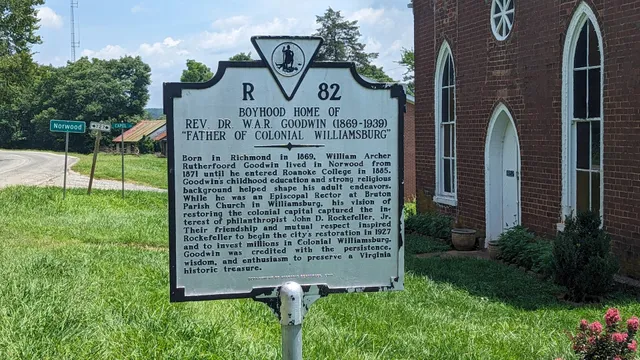 R 82
BOYHOOD HOME OF
REV. DR. W.A.R. GOODWIN (1869-1939)
"FATHER OF COLONIAL WILLIAMSBURG"
Born in Richmond in 1869, William Archer
Rutherfoord Goodwin lived in Norwood from
1871 until he entered Roanoke College in 1885.
Goodwin's childhood education and strong religious
background helped shape his adult endeavors.
While he was an Episcopal Rector at Bruton
Parish Church in Williamsburg, his vision of
restoring the colonial capital captured the in-
terest of philanthropist John D. Rockefeller, Jr.
Their friendship and mutual respect inspired
Rockefeller to begin the city's restoration in 1927
and to invest millions in Colonial Williamsburg.
Goodwin was credited with the persistence,
wisdom, and enthusiasm to preserve a Virginia
historic treasure.
Norwood